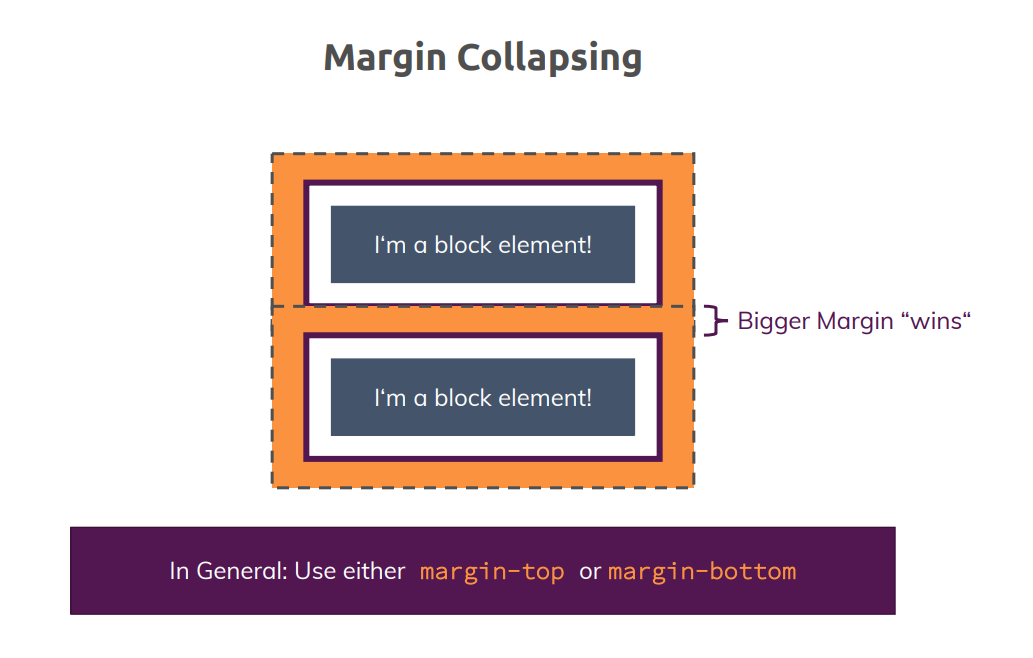 Margin Collapsing
I‘m a block element!
Bigger Margin “wins“
I‘m a block element!
In General: Use either margin-top or margin-bottom